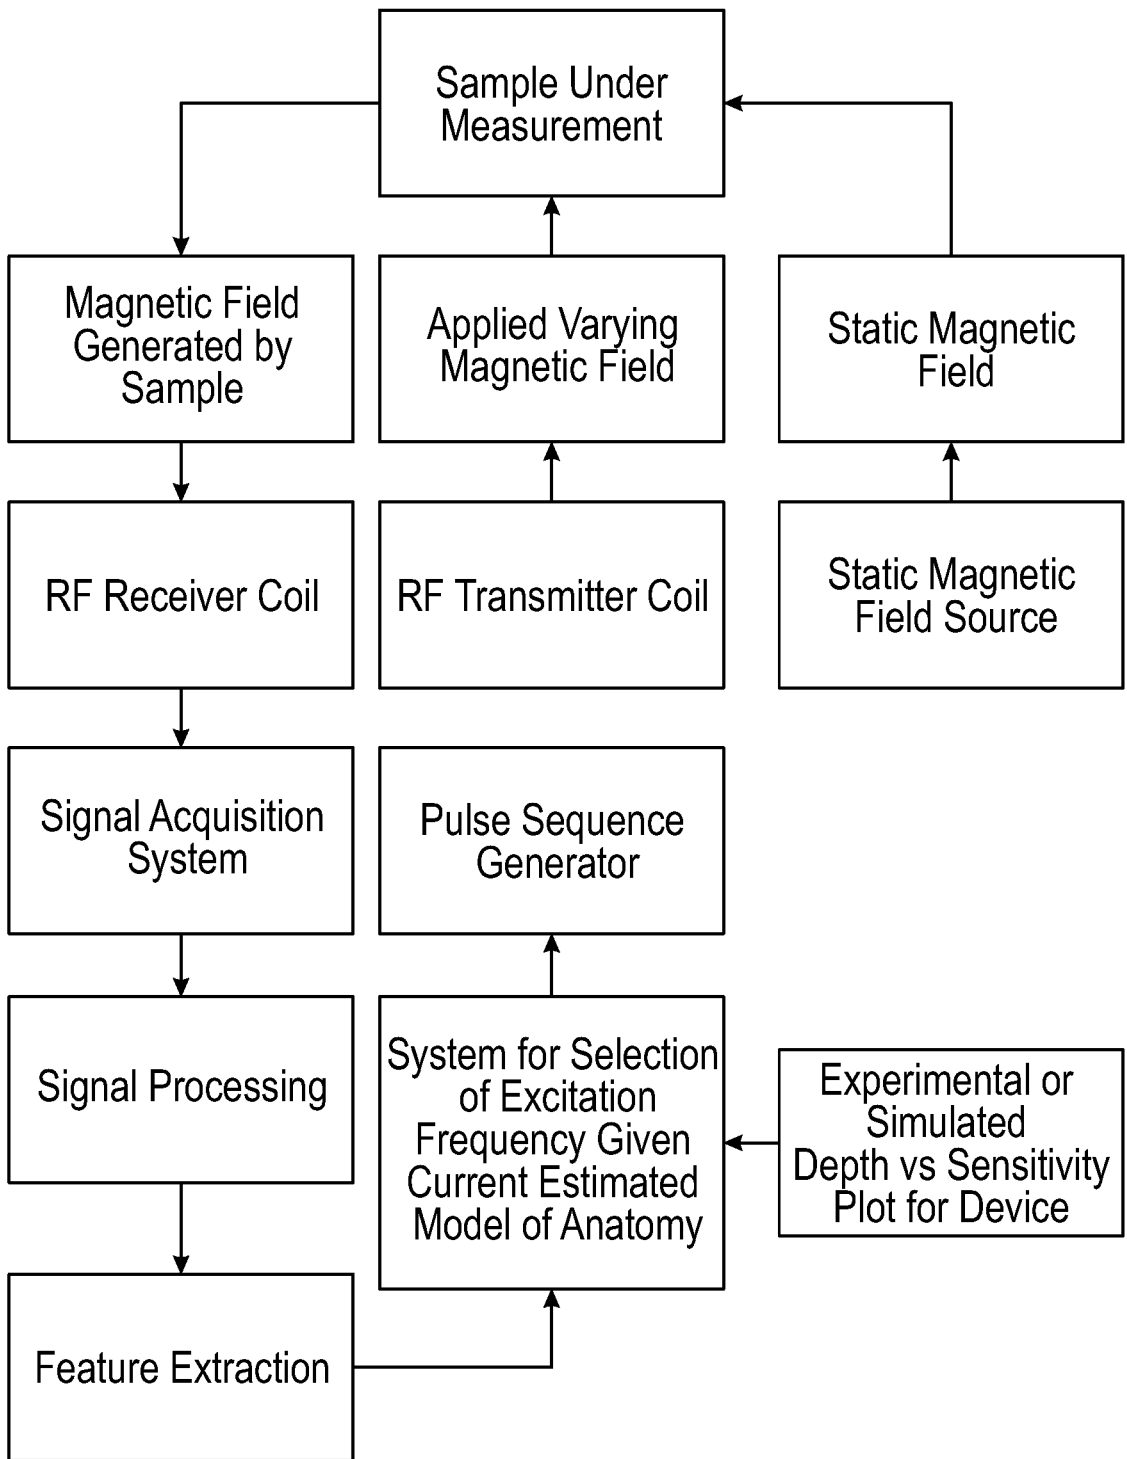 Sample Under
Measurement
Magnetic Field
Generated by
Sample
Applied Varying
Magnetic Field
Static Magnetic
Field
RF Receiver Coil
RF Transmitter Coil
Static Magnetic
Field Source
Signal Acquisition
System
Pulse Sequence
Generator
Signal Processing
System for Selection
of Excitation
Frequency Given
Current Estimated
Model of Anatomy
Experimental or
Simulated
Depth vs Sensitivity
Plot for Device
Feature Extraction